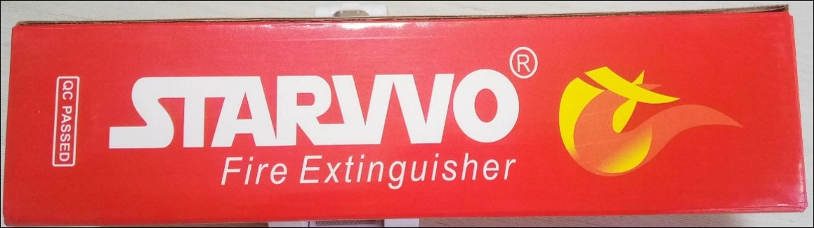 QC PASSED
STARVVO®
Fire Extinguisher